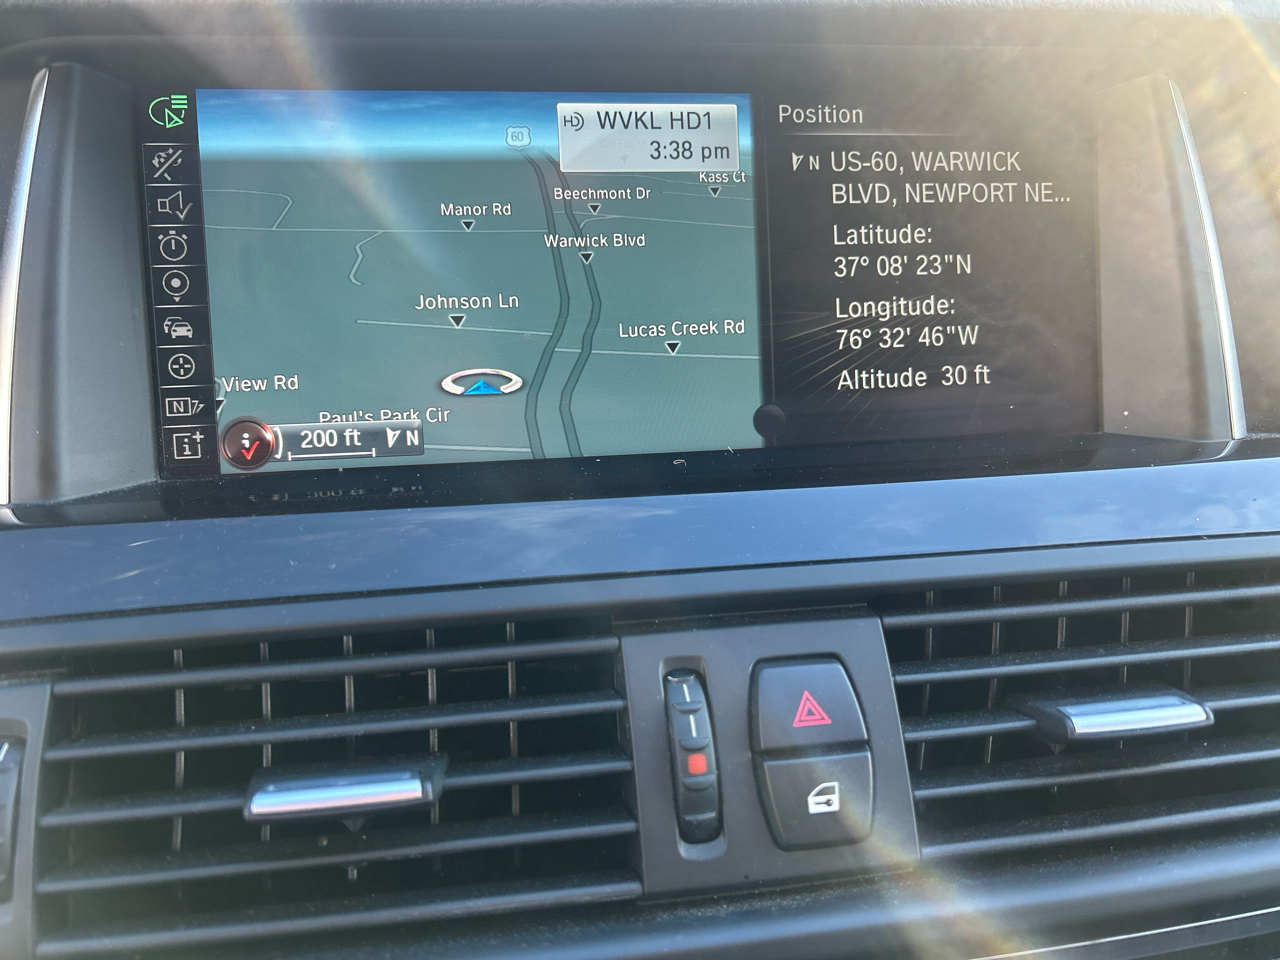 60
WVKL HD1
3:38 pm
Kass Ct
Beechmont Dr
Manor Rd
Warwick Blvd
Johnson Ln
Lucas Creek Rd
View Rd
Paul's Park Cir
200 ft N
N
i
Position
N US-60, WARWICK
BLVD, NEWPORT NE...
Latitude:
37° 08' 23"N
Longitude:
76° 32' 46"W
Altitude 30 ft